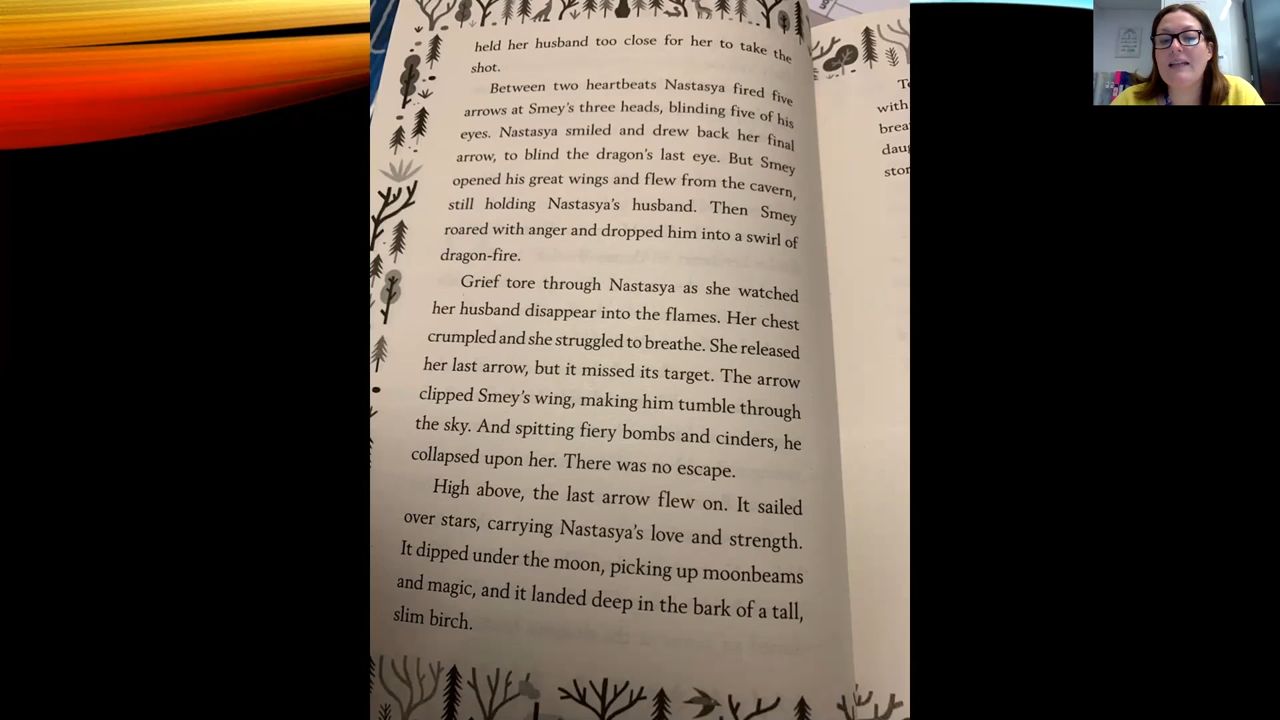 held her husband too close for her to take the
shot.
Between two heartbeats Nastasya fired five
arrows at Smey's three heads, blinding five of his
eyes. Nastasya smiled and drew back her final
arrow, to blind the dragon's last eye. But Smey
opened his great wings and flew from the cavern,
still holding Nastasya's husband. Then Smey
roared with anger and dropped him into a swirl of
dragon-fire.
Grief tore through Nastasya as she watched
her husband disappear into the flames. Her chest
crumpled and she struggled to breathe. She released
her last arrow, but it missed its target. The arrow
clipped Smey's wing, making him tumble through
the sky. And spitting fiery bombs and cinders, he
collapsed upon her. There was no escape.
High above, the last arrow flew on. It sailed
over stars, carrying Nastasya's love and strength.
It dipped under the moon, picking up moonbeams
and magic, and it landed deep in the bark of a tall,
slim birch.
with